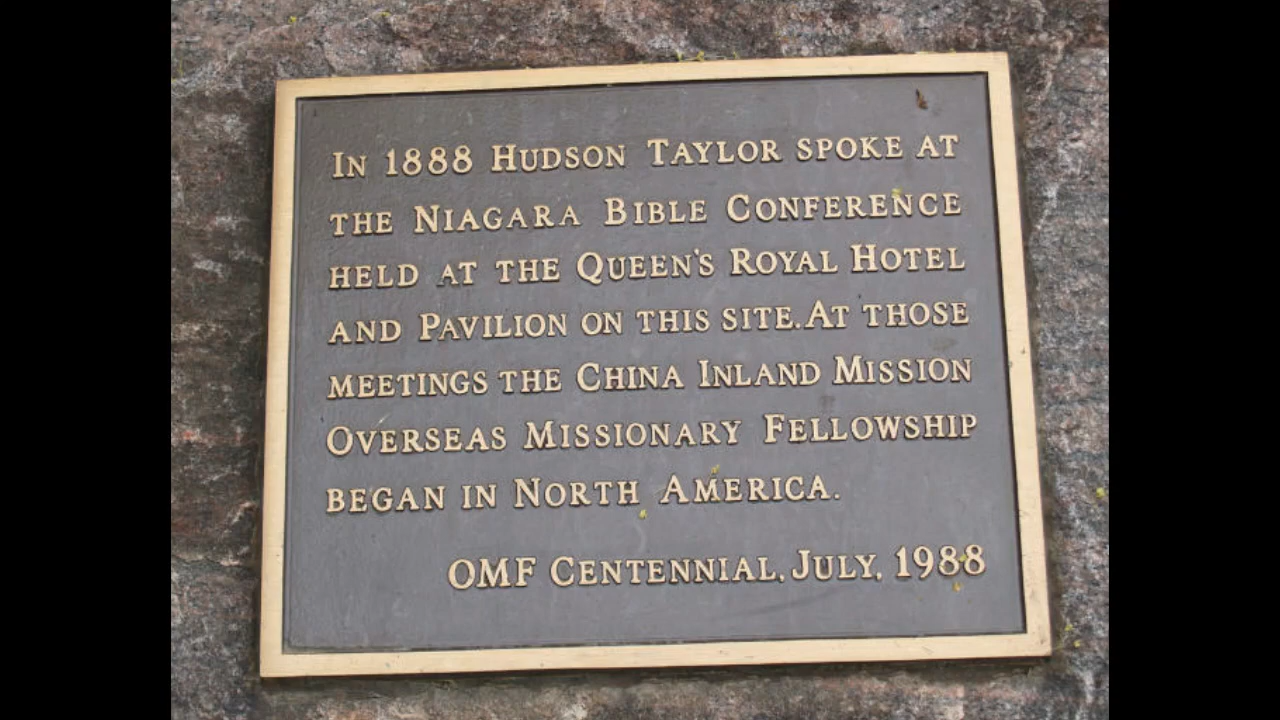 In 1888 Hudson Taylor spoke at
the Niagara Bible Conference
held at the Queen's Royal Hotel
and Pavilion on this site. At those
meetings the China Inland Mission
Overseas Missionary Fellowship
began in North America.
OMF Centennial, July, 1988